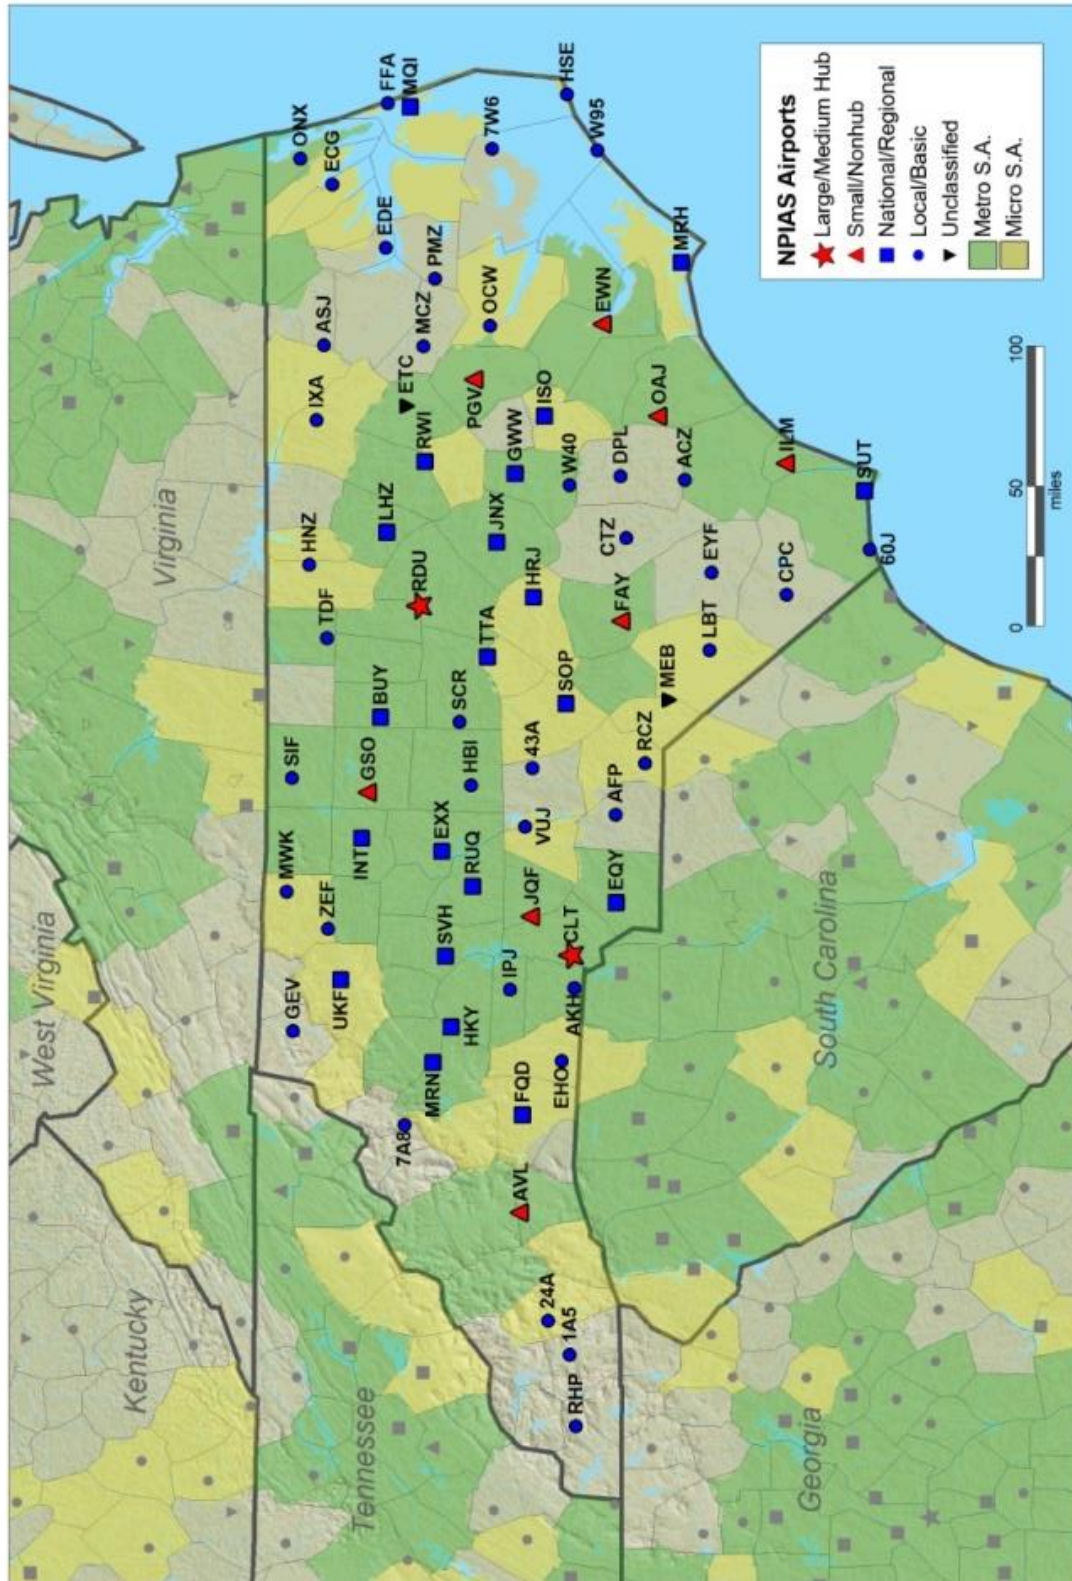 Kentucky
West Virginia
Virginia
Tennessee
Georgia
South Carolina
GEV
MWK
SIF
UKF
ZEF
INT
GSO
BUY
TDF
HNZ
IXA
ASJ
ONX
ECG
EDE
FFA
MQI
7A8
MRN
HKY
SVH
EXX
RUQ
HBI
SCR
TTA
RDU
LHZ
RWI
ETC
MCZ
PMZ
7W6
AVL
FQD
IPJ
JQF
VUJ
43A
HRJ
JNX
GWW
PGV
OCW
ISO
24A
1A5
RHP
EHO
AKH
CLT
EQY
AFP
RCZ
SOP
MEB
FAY
CTZ
W40
DPL
ACZ
OAJ
EWN
HSE
W95
MRH
LBT
EYF
CPC
ILM
SUT
60J
NPIAS Airports
Large/Medium Hub
Small/Nonhub
National/Regional
Local/Basic
Unclassified
Metro S.A.
Micro S.A.
0 50 100
miles